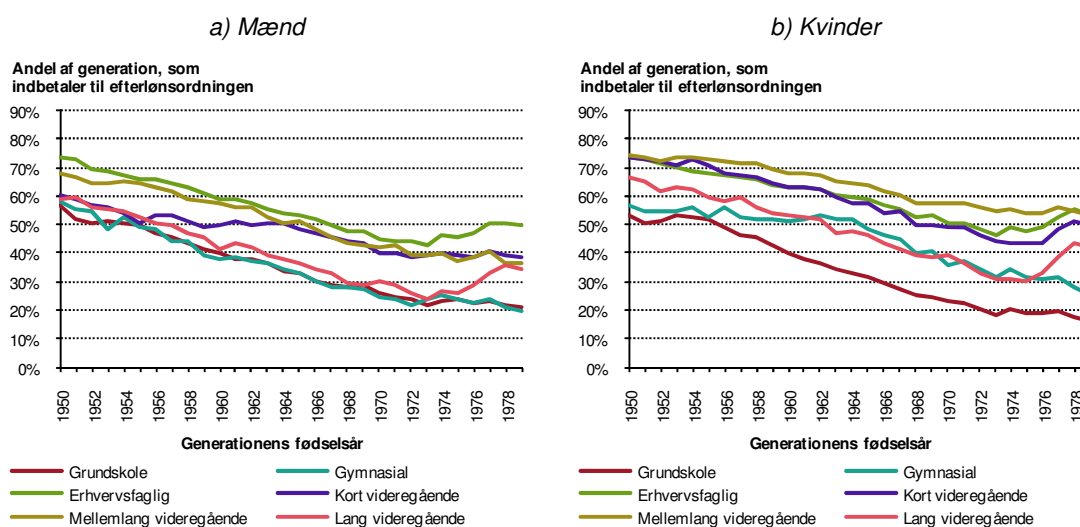 a) Mænd
Andel af generation, som
indbetaler til efterlønsordningen
90%
80%
70%
60%
50%
40%
30%
20%
10%
0%
1950
1952
1954
1956
1958
1960
1962
1964
1966
1968
1970
1972
1974
1976
1978
Generationens fødselsår
Grundskole
Gymnasial
Erhvervsfaglig
Kort videregående
Mellemlang videregående
Lang videregående
b) Kvinder
Andel af generation, som
indbetaler til efterlønsordningen
90%
80%
70%
60%
50%
40%
30%
20%
10%
0%
1950
1952
1954
1956
1958
1960
1962
1964
1966
1968
1970
1972
1974
1976
1978
Generationens fødselsår
Grundskole
Gymnasial
Erhvervsfaglig
Kort videregående
Mellemlang videregående
Lang videregående